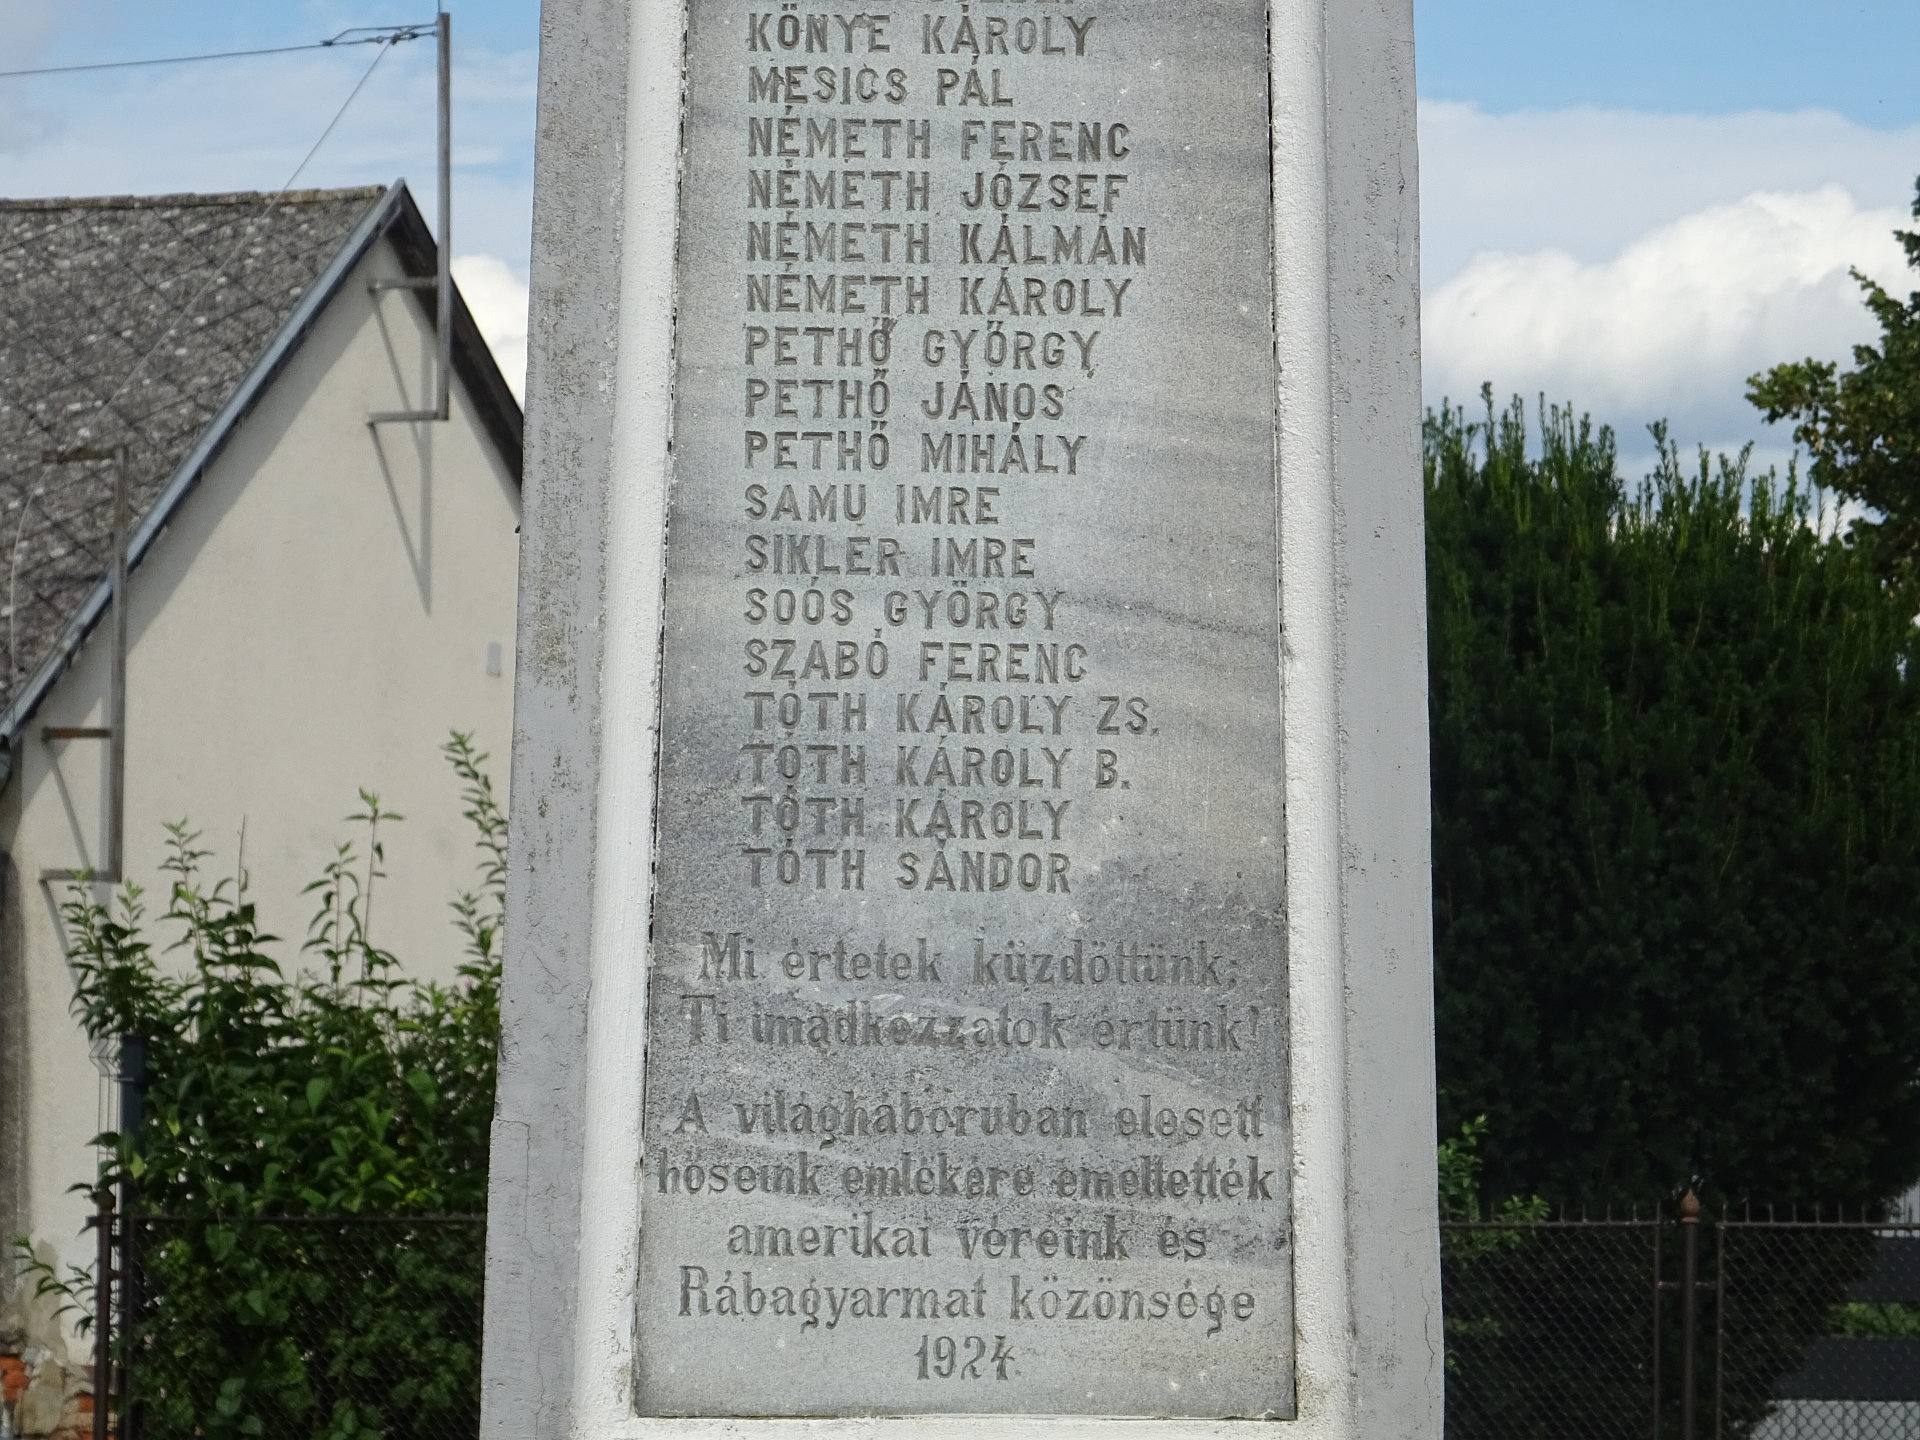 KŐNYE KÁROLY
MESICS PÁL
NÉMETH FERENC
NÉMETH JÓZSEF
NÉMETH KÁLMÁN
NÉMETH KÁROLY
PETHŐ GYŐRGY
PETHŐ JÁNOS
PETHŐ MIHÁLY
SAMU IMRE
SIKLER IMRE
SOÓS GYÖRGY
SZABÓ FERENC
TÓTH KÁROLY ZS.
TÓTH KÁROLY B.
TÓTH KÁROLY
TÓTH SÁNDOR
Mi értetek küzdöttünk;
Ti imádkozzatok értünk!
A világháboruban elesett
hőseink emlékére emeltették
amerikai véreink és
Rábagyarmat közönsége
1924